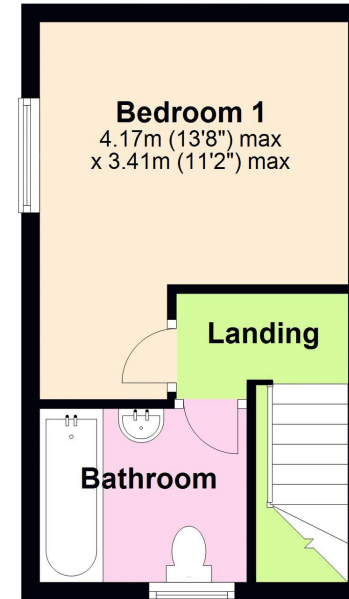 Bedroom 1
4.17m (13'8") max
x 3.41m (11'2") max
Landing
Bathroom